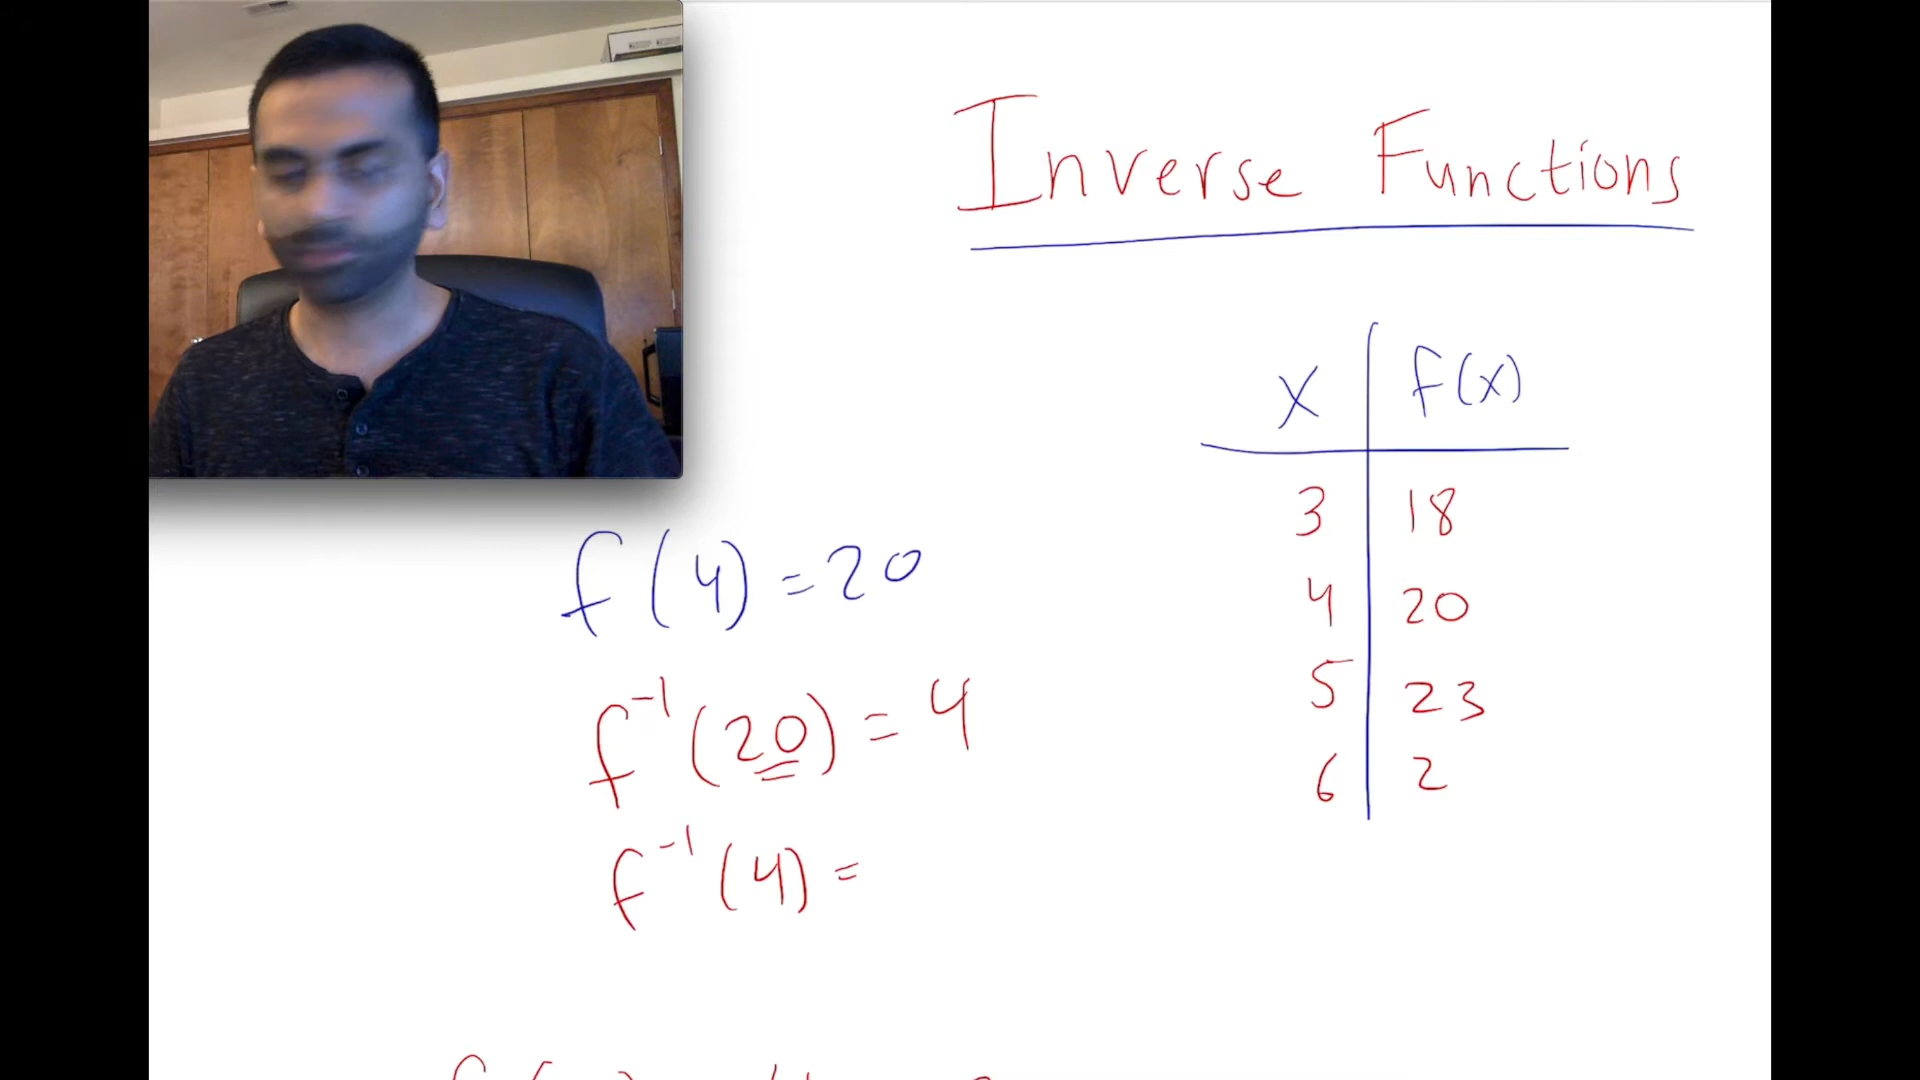 Inverse Functions
x f(x)
3 18
4 20
5 23
6 2
f(4)=20
f⁻¹(20)=4
f⁻¹(4)=